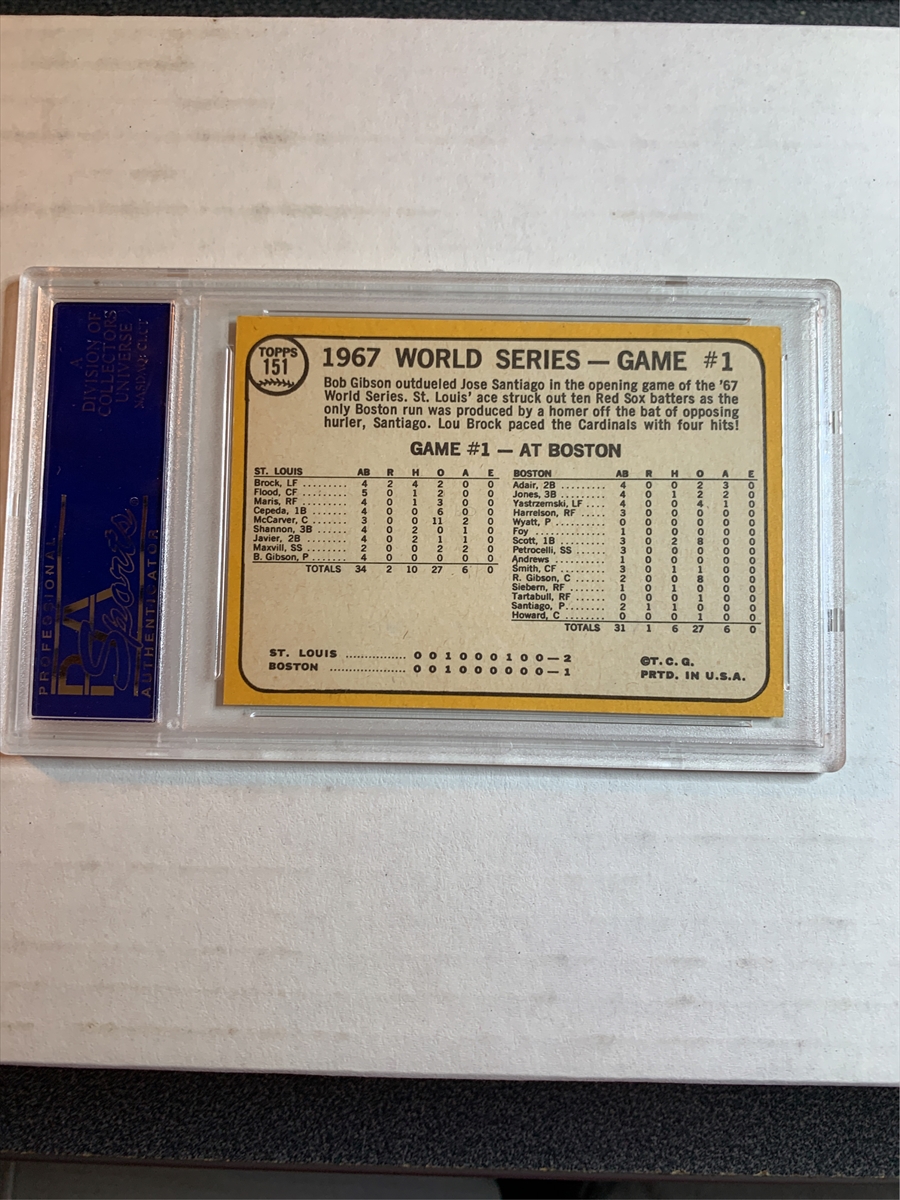 A
DIVISION OF
COLLECTORS
UNIVERSE
NASDAQ: CLCT
PROFESSIONAL
PSA
Sports
AUTHENTICATOR
TOPPS
151
1967 WORLD SERIES — GAME #1
Bob Gibson outdueled Jose Santiago in the opening game of the '67
World Series. St. Louis' ace struck out ten Red Sox batters as the
only Boston run was produced by a homer off the bat of opposing
hurler, Santiago. Lou Brock paced the Cardinals with four hits!
GAME #1 — AT BOSTON
ST. LOUIS AB R H O A E
Brock, LF ........ 4 2 4 2 0 0
Flood, CF ........ 5 0 1 2 0 0
Maris, RF ........ 4 0 1 3 0 0
Cepeda, 1B ...... 4 0 0 6 0 0
McCarver, C ..... 3 0 0 11 2 0
Shannon, 3B .... 4 0 2 0 1 0
Javier, 2B ........ 4 0 2 1 1 0
Maxvill, SS ....... 2 0 0 2 2 0
B. Gibson, P ..... 4 0 0 0 0 0
TOTALS 34 2 10 27 6 0
BOSTON AB R H O A E
Adair, 2B ......... 4 0 0 2 3 0
Jones, 3B ......... 4 0 1 2 2 0
Yastrzemski, LF .... 4 0 0 4 1 0
Harrelson, RF ...... 3 0 0 0 0 0
Wyatt, P .......... 0 0 0 0 0 0
Foy ............... 1 0 0 0 0 0
Scott, 1B ......... 3 0 2 8 0 0
Petrocelli, SS ...... 3 0 0 0 0 0
Andrews .......... 1 0 0 0 0 0
Smith, CF ......... 3 0 1 1 0 0
R. Gibson, C ...... 2 0 0 8 0 0
Siebern, RF ....... 1 0 1 0 0 0
Tartabull, RF ...... 0 0 0 1 0 0
Santiago, P........ 2 1 1 0 0 0
Howard, C ........ 0 0 0 1 0 0
TOTALS 31 1 6 27 6 0
ST. LOUIS ............... 0 0 1 0 0 0 1 0 0 — 2
BOSTON .................. 0 0 1 0 0 0 0 0 0 — 1
©T. C. G.
PRTD. IN U.S.A.